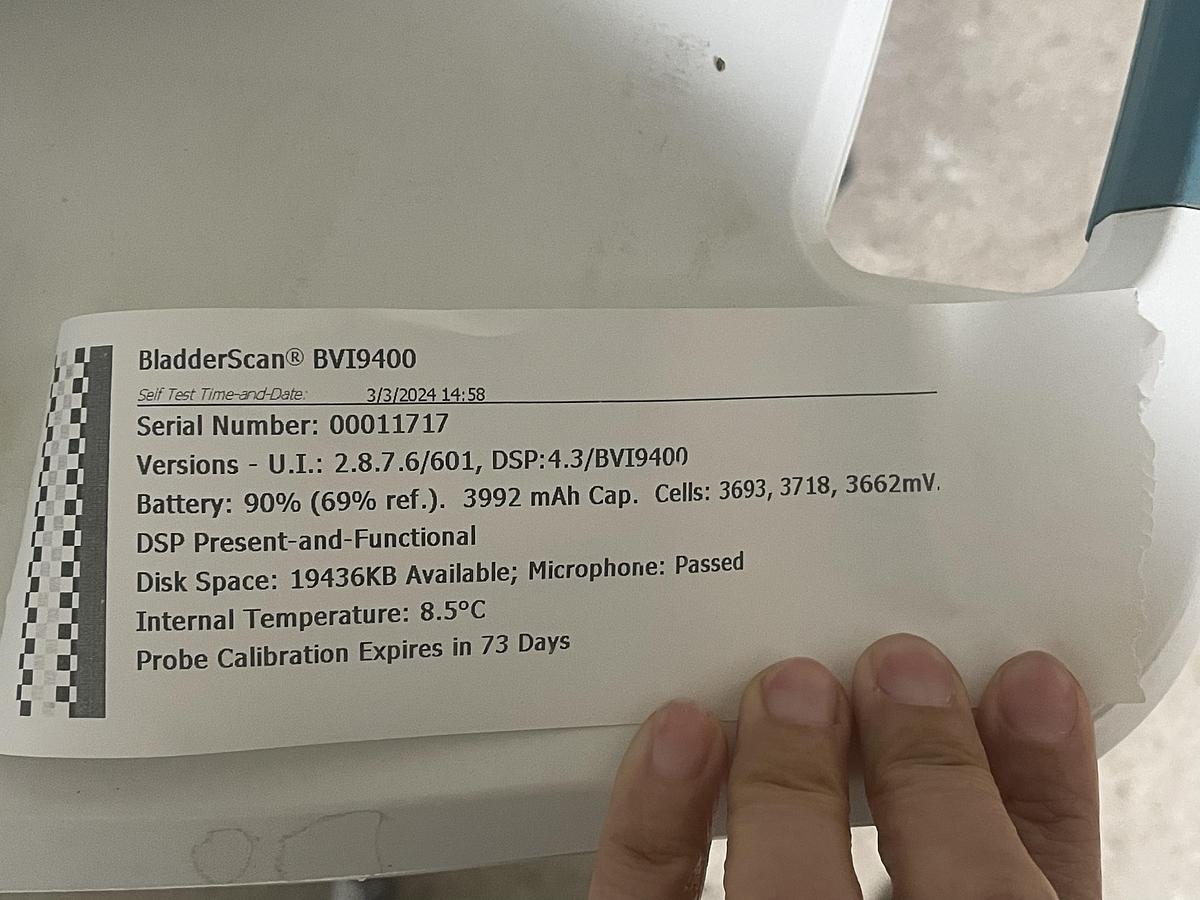 BladderScan® BVI9400
Self Test Time-and-Date: 3/3/2024 14:58
Serial Number: 00011717
Versions - U.I.: 2.8.7.6/601, DSP:4.3/BVI9400
Battery: 90% (69% ref.). 3992 mAh Cap. Cells: 3693, 3718, 3662mV.
DSP Present-and-Functional
Disk Space: 19436KB Available; Microphone: Passed
Internal Temperature: 8.5°C
Probe Calibration Expires in 73 Days